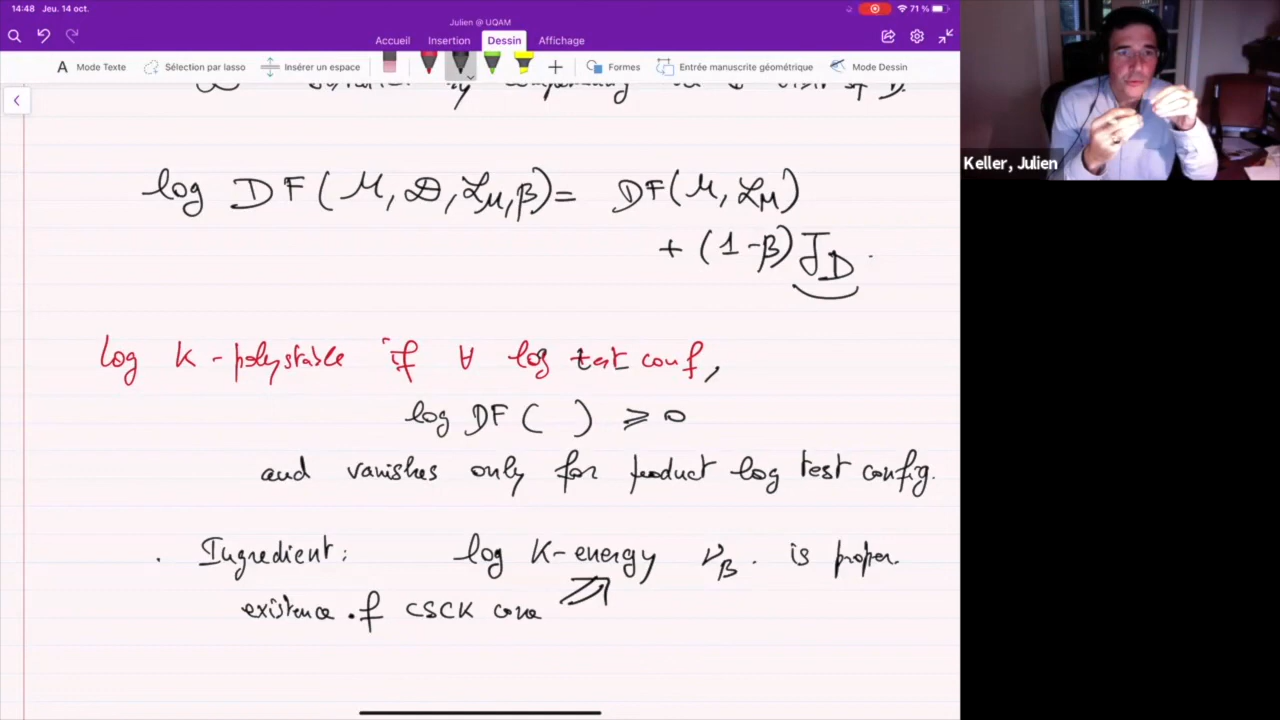 14:48 Jeu. 14 oct.
71 %
Julien @ UQAM
Accueil Insertion Dessin Affichage
Mode Texte Sélection par lasso Insérer un espace Formes Entrée manuscrite géométrique Mode Dessin
Keller, Julien
log DF(M, D, L_M, β) = DF(M, L_M)
+ (1-β) J_D.
log K-polystable if ∀ log test conf,
log DF( ) ⩾ 0
and vanishes only for product log test config.
. Ingredient: log K-energy ν_β. is proper.
existence of CSCK cone ⇗